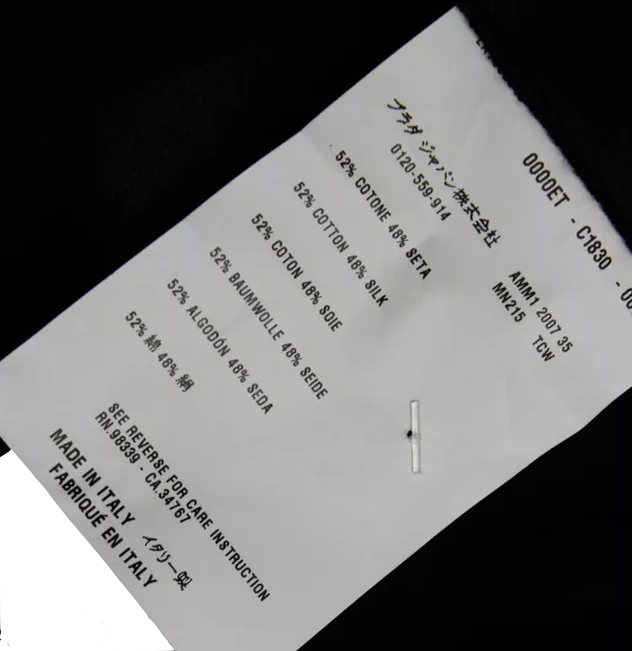 0000ET - C1830 - 00
AMM1 2007 35
MN215 TCW
プラダ ジャパン株式会社
0120-559-914
52% COTONE 48% SETA
52% COTTON 48% SILK
52% COTON 48% SOIE
52% BAUMWOLLE 48% SEIDE
52% ALGODÓN 48% SEDA
52% 綿 48% 絹
SEE REVERSE FOR CARE INSTRUCTION
RN.98339 - CA.34767
MADE IN ITALY イタリー製
FABRIQUÉ EN ITALY